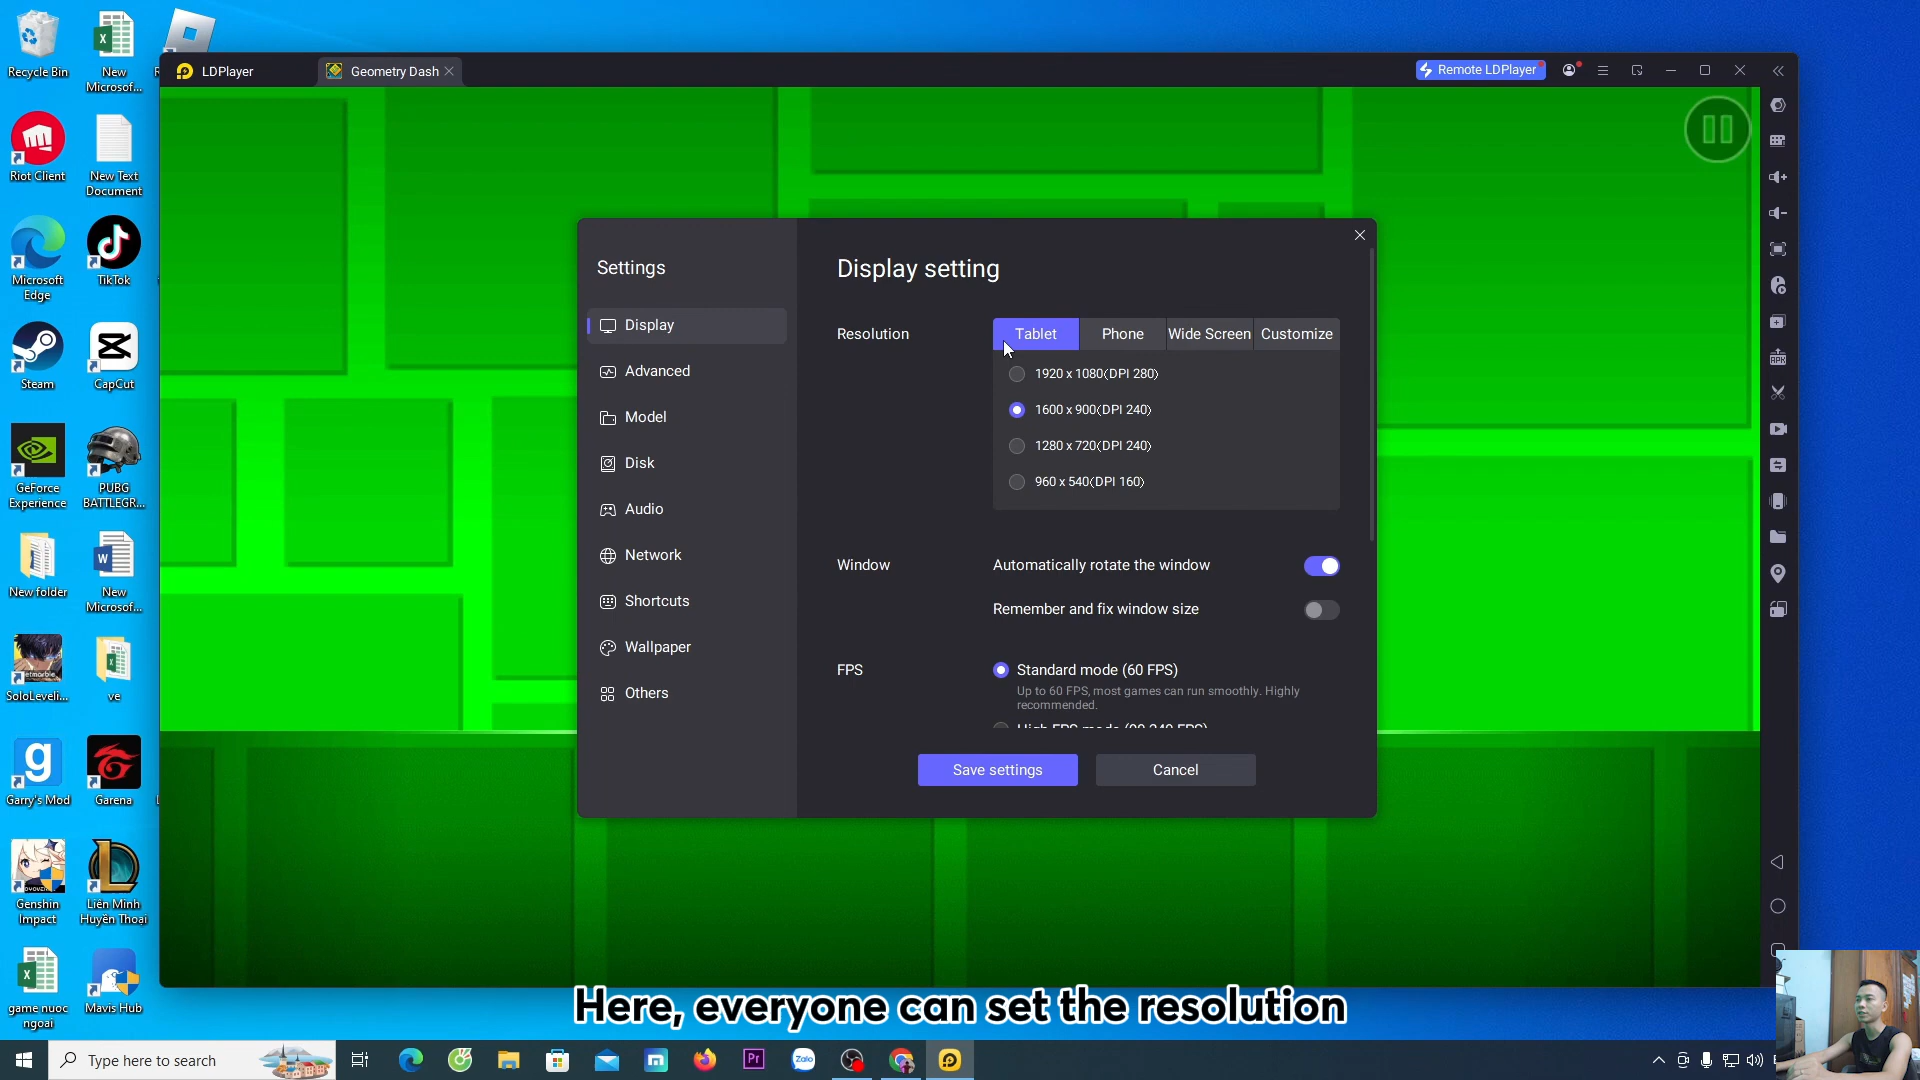 Recycle Bin
New
Microsof...
Riot Client
New Text
Document
Microsoft
Edge
TikTok
Steam
CapCut
GeForce
Experience
PUBG
BATTLEGR...
New folder
New
Microsof...
SoloLeveli...
ve
Garry's Mod
Garena
Genshin
Impact
Liên Minh
Huyền Thoại
game nuoc
ngoai
Mavis Hub
LDPlayer
Geometry Dash
Remote LDPlayer
Settings
Display
Advanced
Model
Disk
Audio
Network
Shortcuts
Wallpaper
Others
Display setting
Resolution
Tablet
Phone
Wide Screen
Customize
1920 x 1080(DPI 280)
1600 x 900(DPI 240)
1280 x 720(DPI 240)
960 x 540(DPI 160)
Window
Automatically rotate the window
Remember and fix window size
FPS
Standard mode (60 FPS)
Up to 60 FPS, most games can run smoothly. Highly
recommended.
Save settings
Cancel
APK
Here, everyone can set the resolution
Type here to search
Pr
Zalo